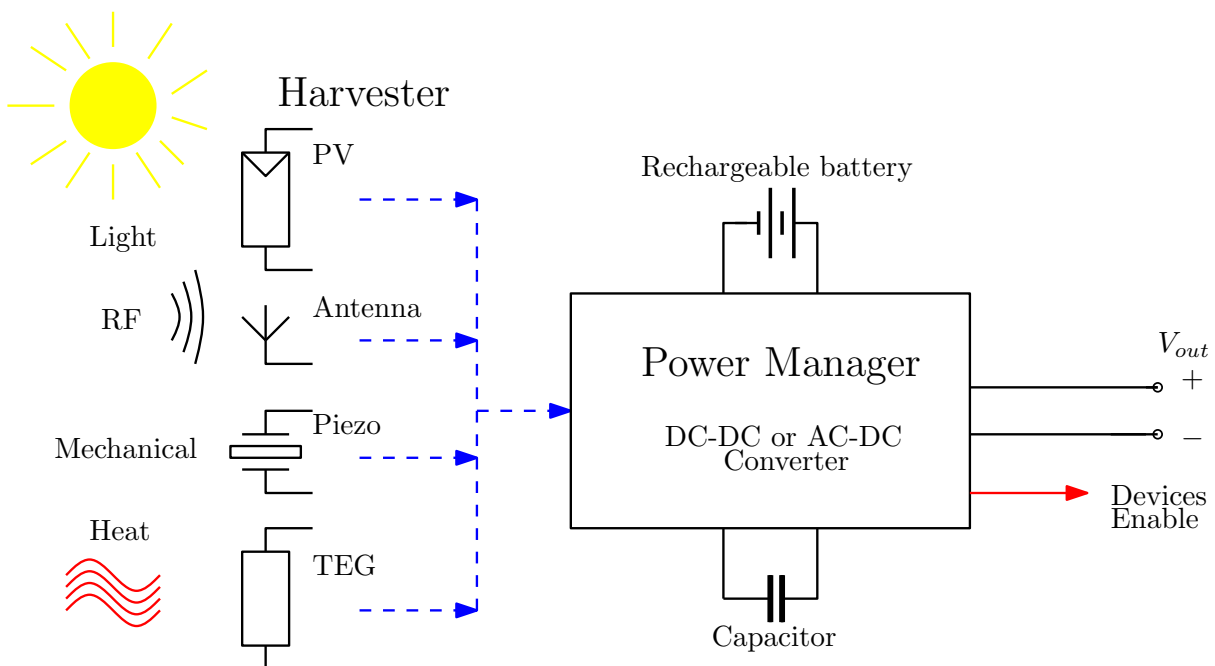 Harvester
PV
Light
RF
Antenna
Mechanical
Piezo
Heat
TEG
Rechargeable battery
Power Manager
DC-DC or AC-DC
Converter
Capacitor
V_out
+
−
Devices
Enable